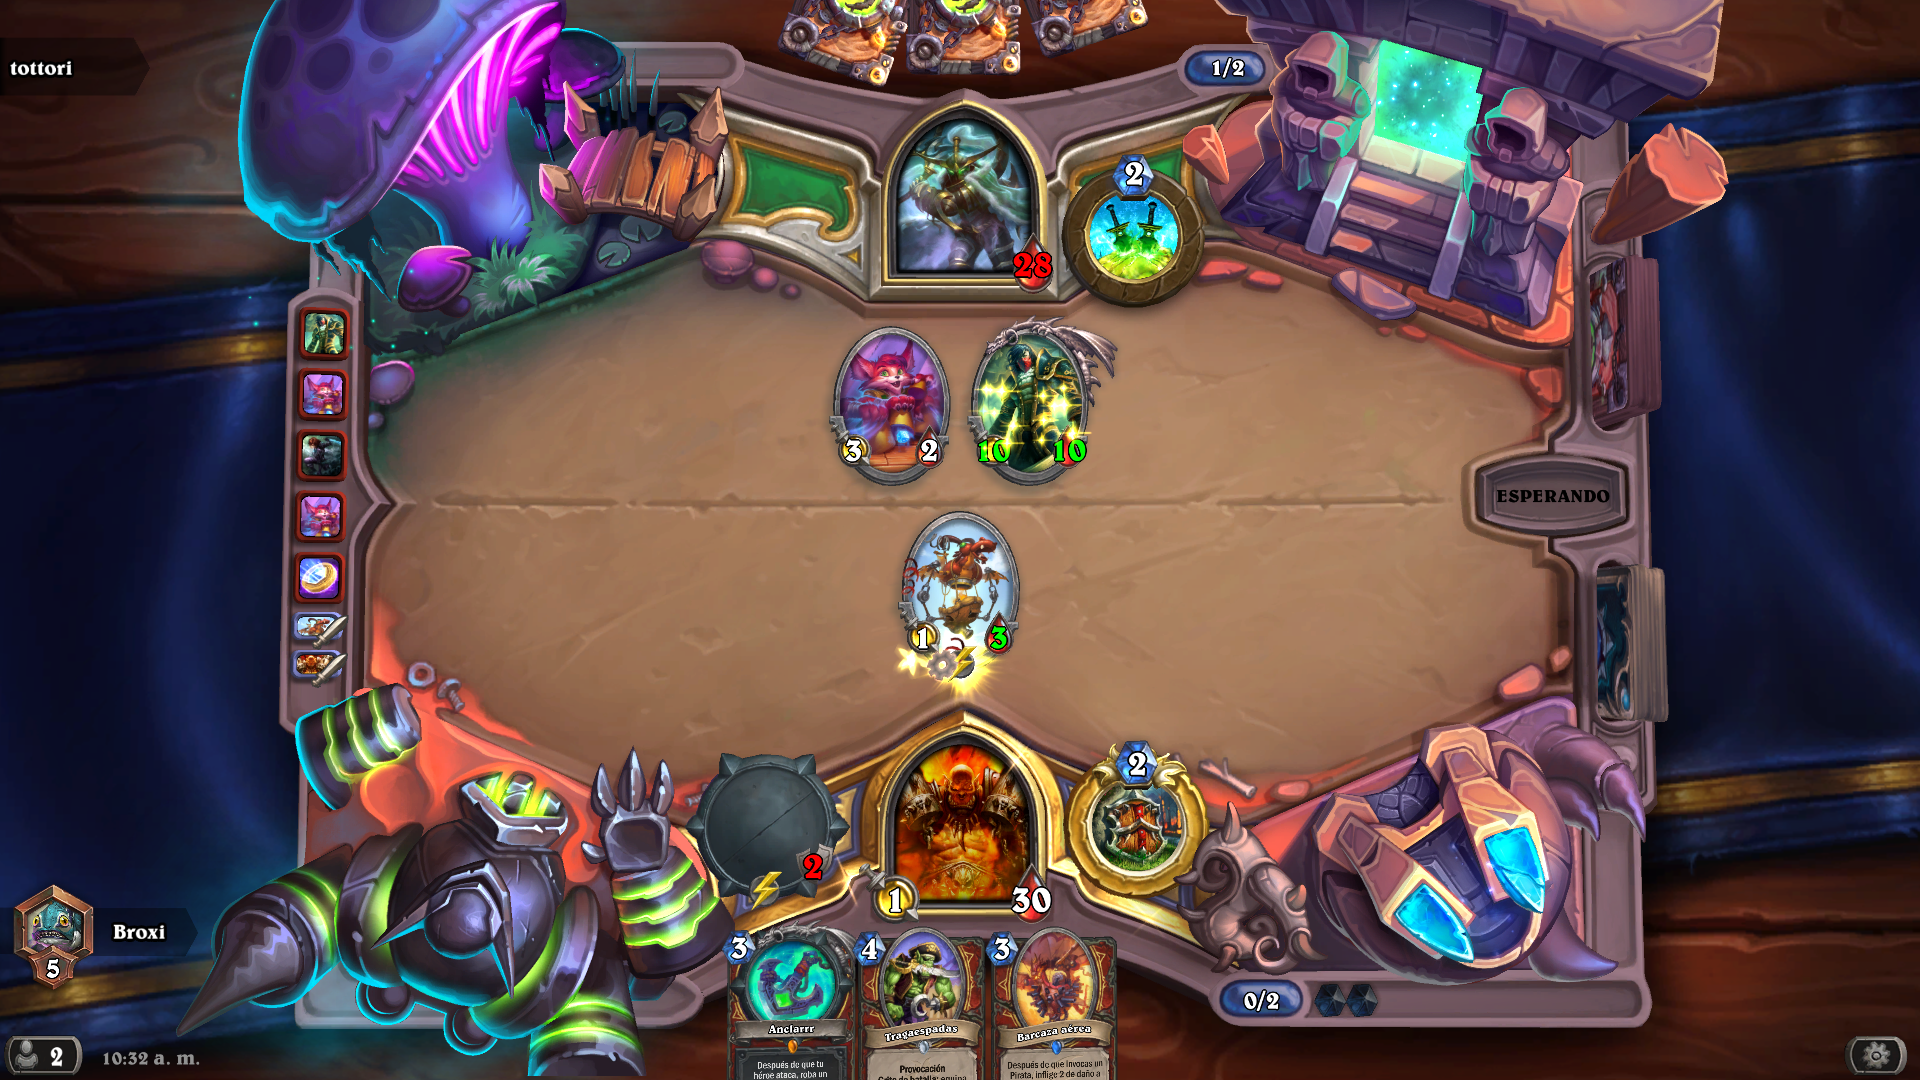 tottori
1/2
2
28
3
2
10
10
ESPERANDO
1
3
2
2
1
30
Broxi
5
3
4
3
Anclarrr
Tragaespadas
Barcaza aérea
Después de que tu
héroe ataca, roba un
Provocación
Después de que invocas un
Pirata, inflige 2 de daño a
0/2
2
10:32 a. m.